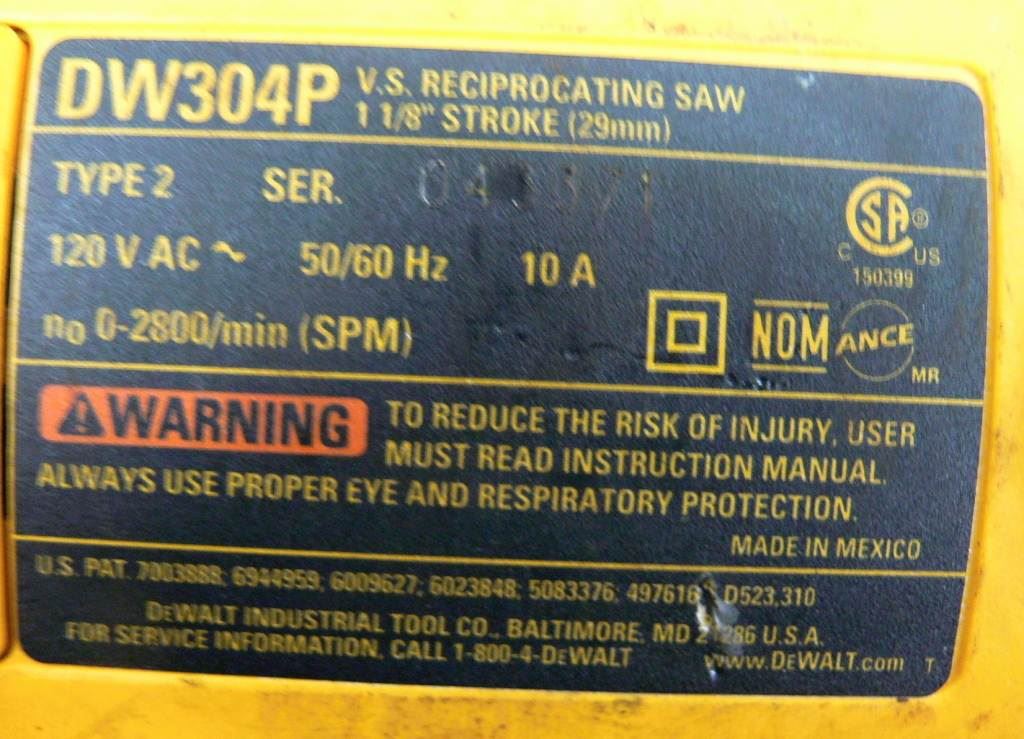 DW304P V.S. RECIPROCATING SAW
1 1/8" STROKE (29mm)
TYPE 2 SER.
120 V AC ~ 50/60 Hz 10 A
n₀ 0-2800/min (SPM)
CSA ®
C US
150399
NOM ANCE
MR
WARNING TO REDUCE THE RISK OF INJURY, USER
MUST READ INSTRUCTION MANUAL.
ALWAYS USE PROPER EYE AND RESPIRATORY PROTECTION.
MADE IN MEXICO
U.S. PAT. 7003888; 6944959, 6009627; 6023848; 5083376; D523,310
DEWALT INDUSTRIAL TOOL CO., BALTIMORE, MD 21286 U.S.A.
FOR SERVICE INFORMATION, CALL 1-800-4-DEWALT www.DEWALT.com T